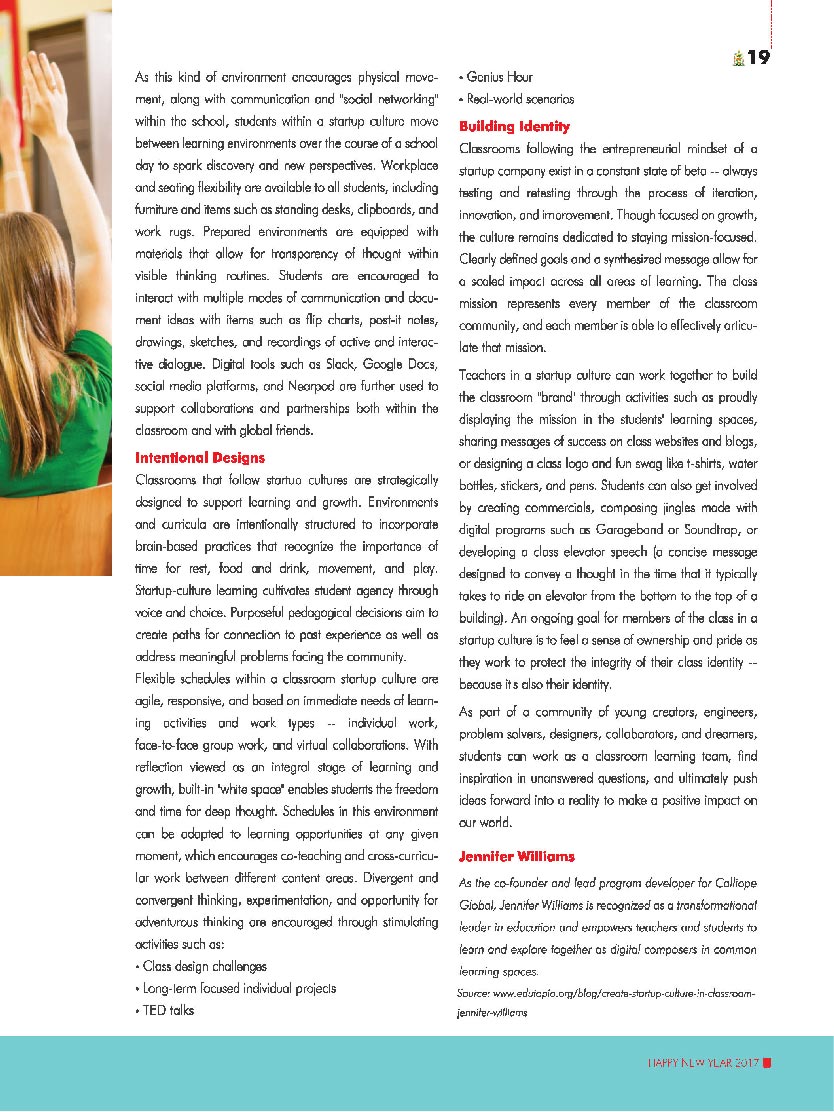 19
As this kind of environment encourages physical move-
ment, along with communication and "social networking"
within the school, students within a startup culture move
between learning environments over the course of a school
day to spark discovery and new perspectives. Workplace
and seating flexibility are available to all students, including
furniture and items such as standing desks, clipboards, and
work rugs. Prepared environments are equipped with
materials that allow for transparency of thought within
visible thinking routines. Students are encouraged to
interact with multiple modes of communication and docu-
ment ideas with items such as flip charts, post-it notes,
drawings, sketches, and recordings of active and interac-
tive dialogue. Digital tools such as Slack, Google Docs,
social media platforms, and Nearpod are further used to
support collaborations and partnerships both within the
classroom and with global friends.
Intentional Designs
Classrooms that follow startup cultures are strategically
designed to support learning and growth. Environments
and curricula are intentionally structured to incorporate
brain-based practices that recognize the importance of
time for rest, food and drink, movement, and play.
Startup-culture learning cultivates student agency through
voice and choice. Purposeful pedagogical decisions aim to
create paths for connection to past experience as well as
address meaningful problems facing the community.
Flexible schedules within a classroom startup culture are
agile, responsive, and based on immediate needs of learn-
ing activities and work types -- individual work,
face-to-face group work, and virtual collaborations. With
reflection viewed as an integral stage of learning and
growth, built-in "white space" enables students the freedom
and time for deep thought. Schedules in this environment
can be adapted to learning opportunities at any given
moment, which encourages co-teaching and cross-curricu-
lar work between different content areas. Divergent and
convergent thinking, experimentation, and opportunity for
adventurous thinking are encouraged through stimulating
activities such as:
• Class design challenges
• Long-term focused individual projects
• TED talks
• Genius Hour
• Real-world scenarios
Building Identity
Classrooms following the entrepreneurial mindset of a
startup company exist in a constant state of beta -- always
testing and retesting through the process of iteration,
innovation, and improvement. Though focused on growth,
the culture remains dedicated to staying mission-focused.
Clearly defined goals and a synthesized message allow for
a scaled impact across all areas of learning. The class
mission represents every member of the classroom
community, and each member is able to effectively articu-
late that mission.
Teachers in a startup culture can work together to build
the classroom "brand" through activities such as proudly
displaying the mission in the students' learning spaces,
sharing messages of success on class websites and blogs,
or designing a class logo and fun swag like t-shirts, water
bottles, stickers, and pens. Students can also get involved
by creating commercials, composing jingles made with
digital programs such as Garageband or Soundtrap, or
developing a class elevator speech (a concise message
designed to convey a thought in the time that it typically
takes to ride an elevator from the bottom to the top of a
building). An ongoing goal for members of the class in a
startup culture is to feel a sense of ownership and pride as
they work to protect the integrity of their class identity --
because it's also their identity.
As part of a community of young creators, engineers,
problem solvers, designers, collaborators, and dreamers,
students can work as a classroom learning team, find
inspiration in unanswered questions, and ultimately push
ideas forward into a reality to make a positive impact on
our world.
Jennifer Williams
As the co-founder and lead program developer for Calliope
Global, Jennifer Williams is recognized as a transformational
leader in education and empowers teachers and students to
learn and explore together as digital composers in common
learning spaces.
Source: www.edutopia.org/blog/create-startup-culture-in-classroom-
jennifer-williams
HAPPY NEW YEAR 2017